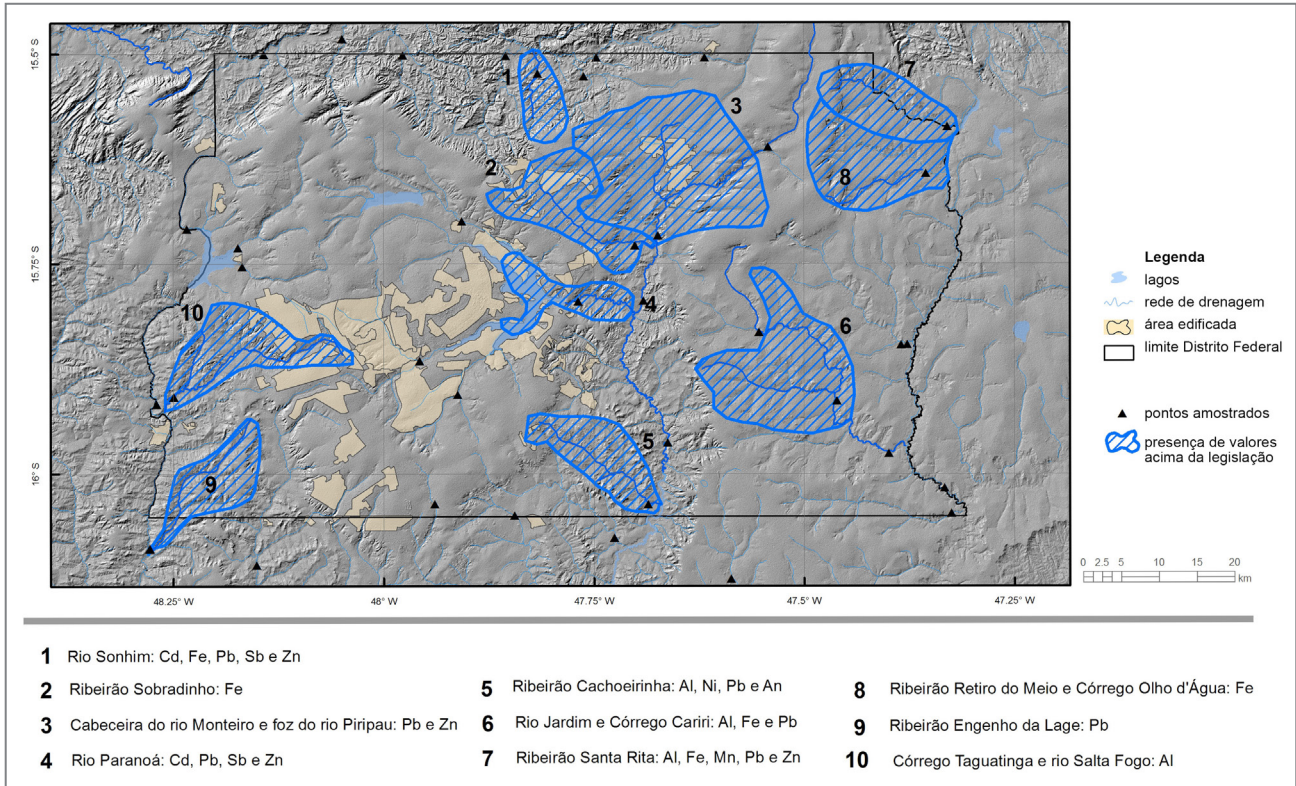 15.5° S
15.75° S
16° S
48.25° W
48° W
47.75° W
47.5° W
47.25° W
1
2
3
4
5
6
7
8
9
10
Legenda
lagos
rede de drenagem
área edificada
limite Distrito Federal
pontos amostrados
presença de valores
acima da legislação
0 2.5 5 10 15 20
km
1 Rio Sonhim: Cd, Fe, Pb, Sb e Zn
2 Ribeirão Sobradinho: Fe
3 Cabeceira do rio Monteiro e foz do rio Piripau: Pb e Zn
4 Rio Paranoá: Cd, Pb, Sb e Zn
5 Ribeirão Cachoeirinha: Al, Ni, Pb e An
6 Rio Jardim e Córrego Cariri: Al, Fe e Pb
7 Ribeirão Santa Rita: Al, Fe, Mn, Pb e Zn
8 Ribeirão Retiro do Meio e Córrego Olho d'Água: Fe
9 Ribeirão Engenho da Lage: Pb
10 Córrego Taguatinga e rio Salta Fogo: Al